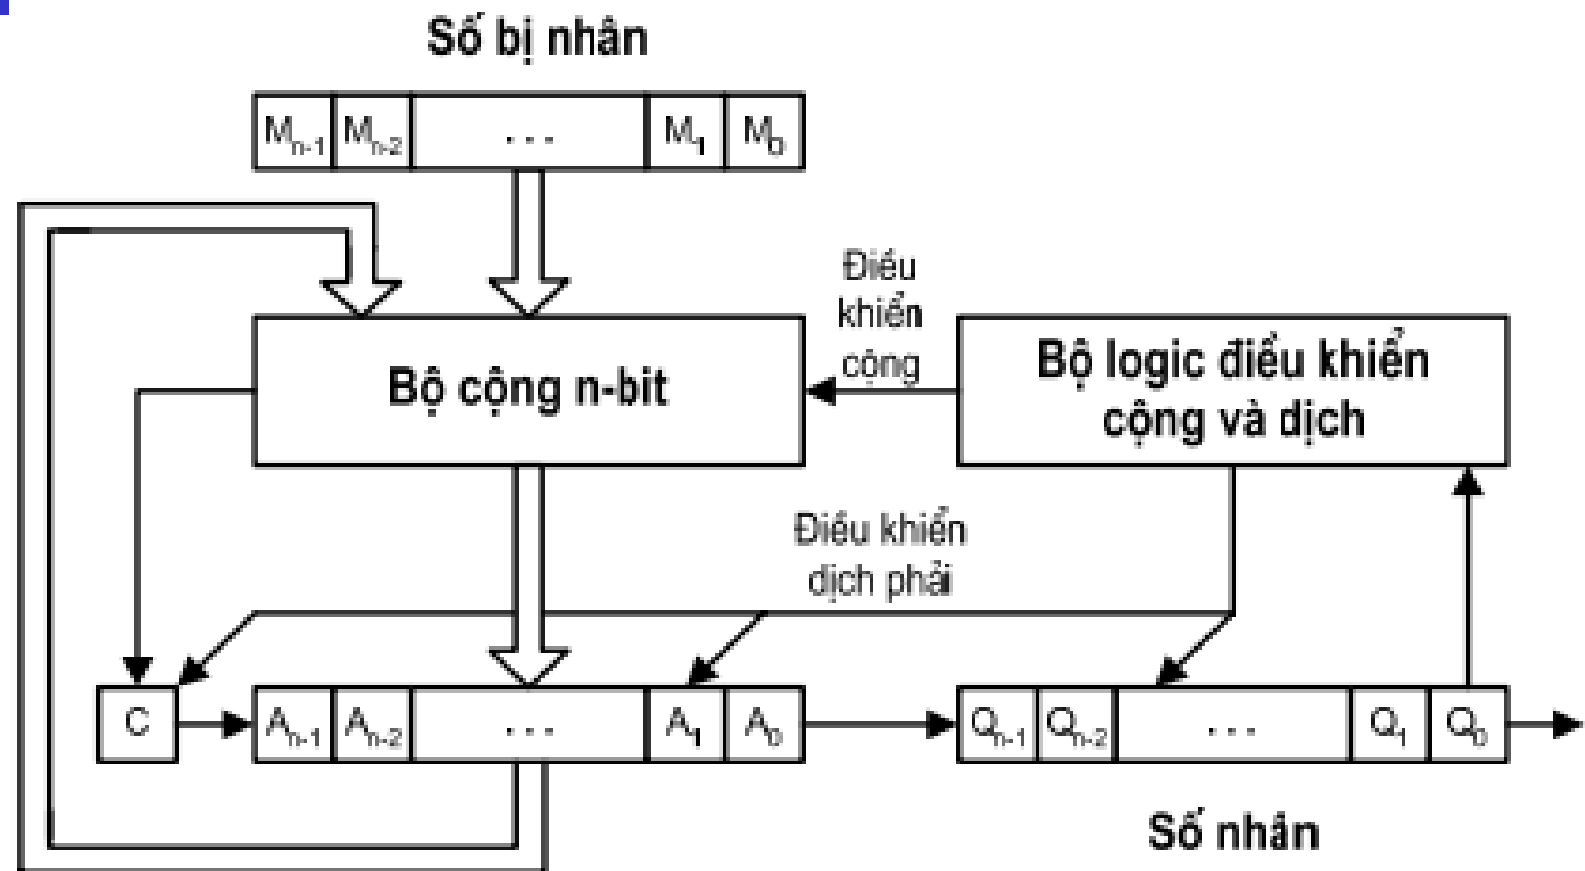 Số bị nhân
Mn-1 Mn-2 ... M1 M0
Điều
khiển
cộng
Bộ cộng n-bit
Bộ logic điều khiển
cộng và dịch
Điều khiển
dịch phải
C An-1 An-2 ... A1 A0 Qn-1 Qn-2 ... Q1 Q0
Số nhân